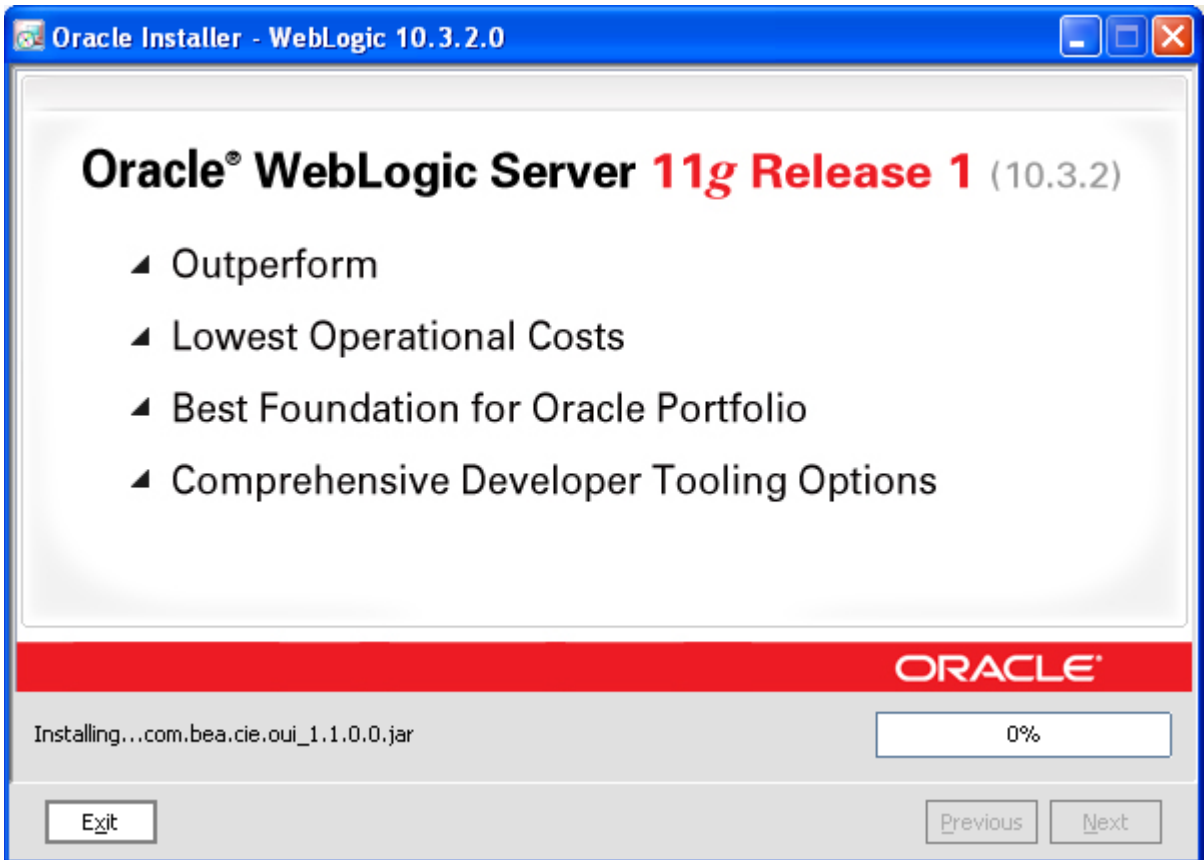 Oracle Installer - WebLogic 10.3.2.0
Oracle® WebLogic Server 11g Release 1 (10.3.2)
Outperform
Lowest Operational Costs
Best Foundation for Oracle Portfolio
Comprehensive Developer Tooling Options
ORACLE®
Installing...com.bea.cie.oui_1.1.0.0.jar
0%
Exit
Previous
Next